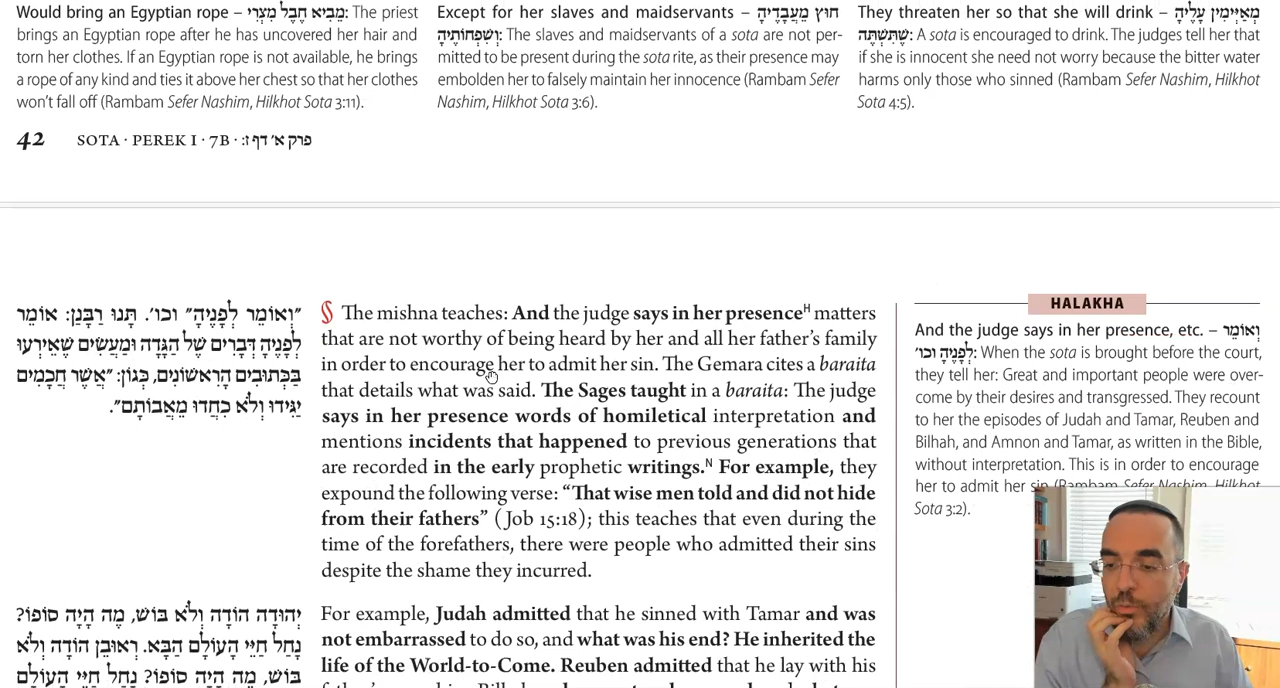 Would bring an Egyptian rope – מֵבִיא חֶבֶל מִצְרִי: The priest
brings an Egyptian rope after he has uncovered her hair and
torn her clothes. If an Egyptian rope is not available, he brings
a rope of any kind and ties it above her chest so that her clothes
won't fall off (Rambam Sefer Nashim, Hilkhot Sota 3:11).
Except for her slaves and maidservants – חוּץ מֵעֲבָדֶיהָ
וְשִׁפְחוֹתֶיהָ: The slaves and maidservants of a sota are not per-
mitted to be present during the sota rite, as their presence may
embolden her to falsely maintain her innocence (Rambam Sefer
Nashim, Hilkhot Sota 3:6).
They threaten her so that she will drink – מְאַיְּימִין עָלֶיהָ
שֶׁתִּשְׁתֶּה: A sota is encouraged to drink. The judges tell her that
if she is innocent she need not worry because the bitter water
harms only those who sinned (Rambam Sefer Nashim, Hilkhot
Sota 4:5).
42 SOTA · PEREK I · 7B · פרק א׳ דף ז:
״וְאוֹמֵר לְפָנֶיהָ״ וכו׳. תָּנוּ רַבָּנַן: אוֹמֵר
לְפָנֶיהָ דְּבָרִים שֶׁל הַגָּדָה וּמַעֲשִׂים שֶׁאֵירְעוּ
בַּכְּתוּבִים הָרִאשׁוֹנִים, כְּגוֹן: ״אֲשֶׁר חֲכָמִים
יַגִּידוּ וְלֹא כִחֲדוּ מֵאֲבוֹתָם״.
§ The mishna teaches: And the judge says in her presenceᴴ matters
that are not worthy of being heard by her and all her father's family
in order to encourage her to admit her sin. The Gemara cites a baraita
that details what was said. The Sages taught in a baraita: The judge
says in her presence words of homiletical interpretation and
mentions incidents that happened to previous generations that
are recorded in the early prophetic writings.ᴺ For example, they
expound the following verse: “That wise men told and did not hide
from their fathers” (Job 15:18); this teaches that even during the
time of the forefathers, there were people who admitted their sins
despite the shame they incurred.
יְהוּדָה הוֹדָה וְלֹא בּוֹשׁ, מֶה הָיָה סוֹפוֹ?
נָחַל חַיֵּי הָעוֹלָם הַבָּא. רְאוּבֵן הוֹדָה וְלֹא
בּוֹשׁ, מֶה הָיָה סוֹפוֹ? נָחַל חַיֵּי הָעוֹלָם
For example, Judah admitted that he sinned with Tamar and was
not embarrassed to do so, and what was his end? He inherited the
life of the World-to-Come. Reuben admitted that he lay with his
HALAKHA
And the judge says in her presence, etc. – וְאוֹמֵר
לְפָנֶיהָ וכו׳: When the sota is brought before the court,
they tell her: Great and important people were over-
come by their desires and transgressed. They recount
to her the episodes of Judah and Tamar, Reuben and
Bilhah, and Amnon and Tamar, as written in the Bible,
without interpretation. This is in order to encourage
her to admit her sin (Rambam Sefer Nashim, Hilkhot
Sota 3:2).